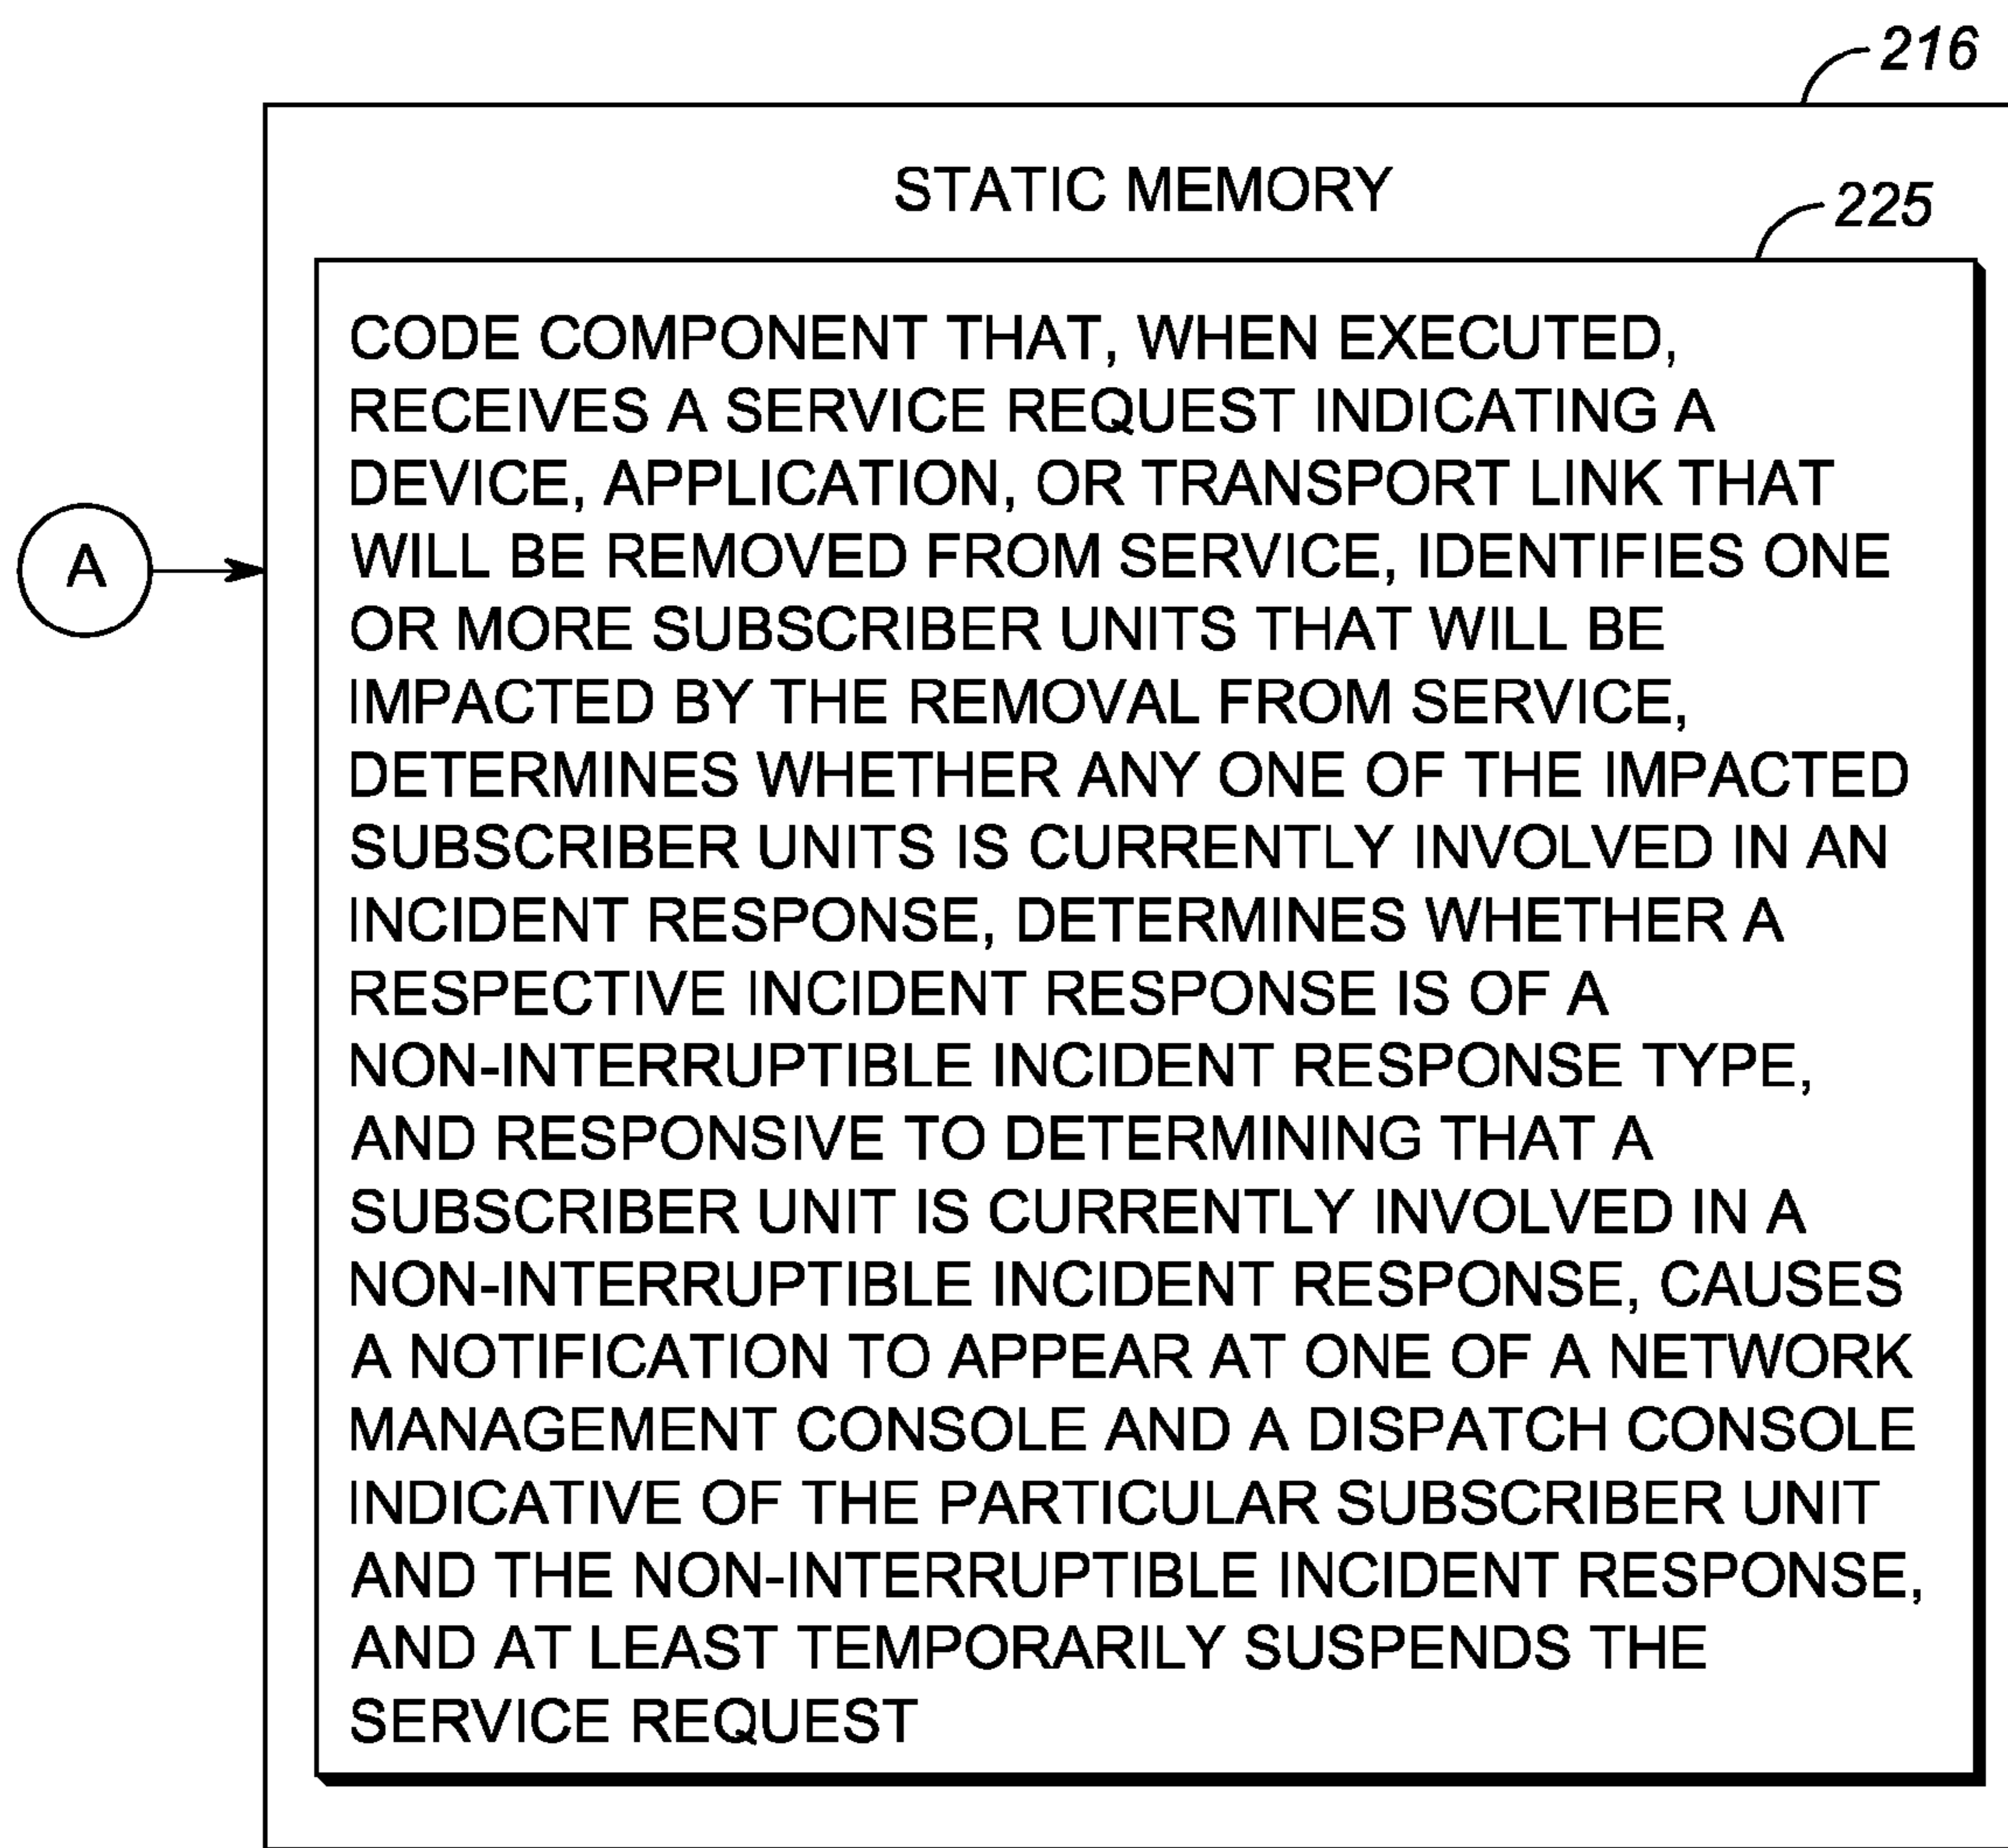 216
STATIC MEMORY
225
CODE COMPONENT THAT, WHEN EXECUTED,
RECEIVES A SERVICE REQUEST INDICATING A
DEVICE, APPLICATION, OR TRANSPORT LINK THAT
WILL BE REMOVED FROM SERVICE, IDENTIFIES ONE
OR MORE SUBSCRIBER UNITS THAT WILL BE
IMPACTED BY THE REMOVAL FROM SERVICE,
DETERMINES WHETHER ANY ONE OF THE IMPACTED
SUBSCRIBER UNITS IS CURRENTLY INVOLVED IN AN
INCIDENT RESPONSE, DETERMINES WHETHER A
RESPECTIVE INCIDENT RESPONSE IS OF A
NON-INTERRUPTIBLE INCIDENT RESPONSE TYPE,
AND RESPONSIVE TO DETERMINING THAT A
SUBSCRIBER UNIT IS CURRENTLY INVOLVED IN A
NON-INTERRUPTIBLE INCIDENT RESPONSE, CAUSES
A NOTIFICATION TO APPEAR AT ONE OF A NETWORK
MANAGEMENT CONSOLE AND A DISPATCH CONSOLE
INDICATIVE OF THE PARTICULAR SUBSCRIBER UNIT
AND THE NON-INTERRUPTIBLE INCIDENT RESPONSE,
AND AT LEAST TEMPORARILY SUSPENDS THE
SERVICE REQUEST
A